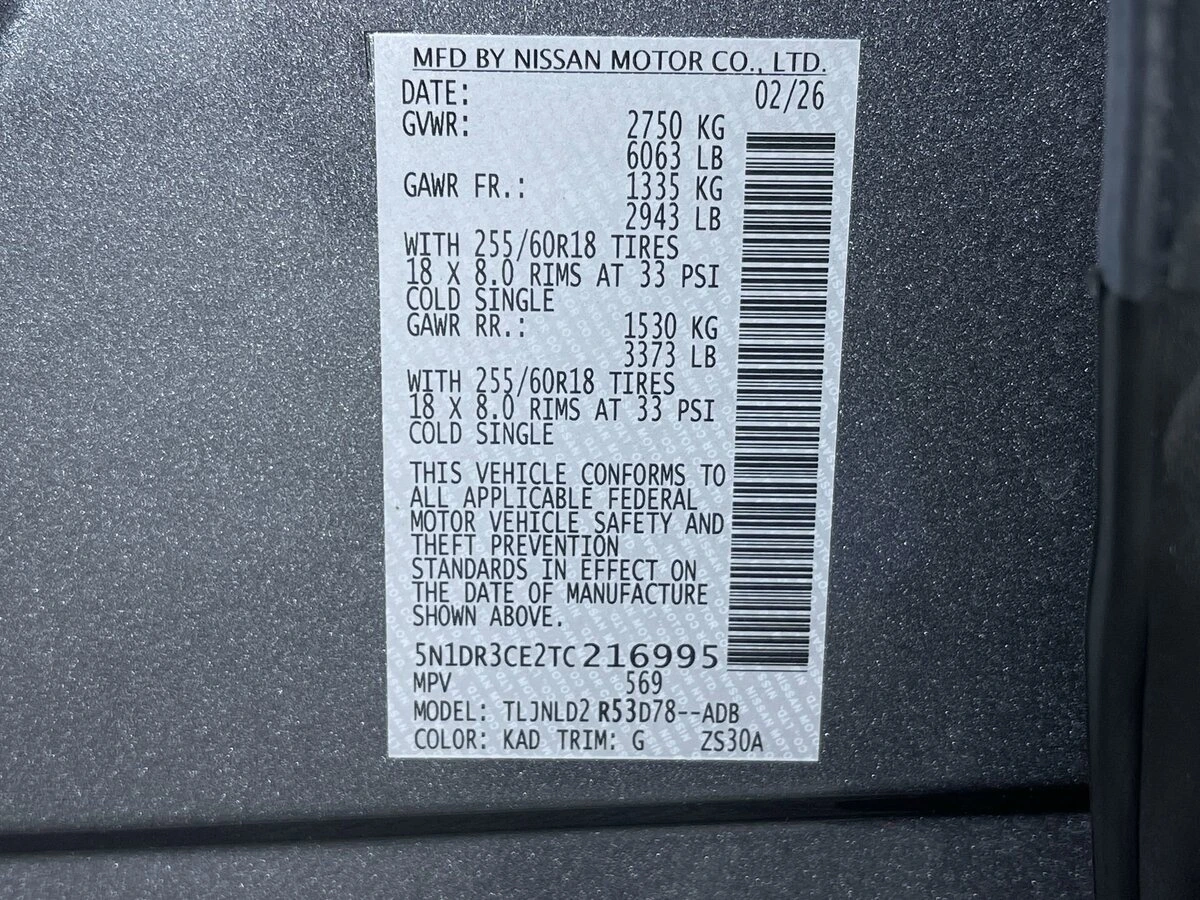 MFD BY NISSAN MOTOR CO., LTD.
DATE: 02/26
GVWR: 2750 KG
6063 LB
GAWR FR.: 1335 KG
2943 LB
WITH 255/60R18 TIRES
18 X 8.0 RIMS AT 33 PSI
COLD SINGLE
GAWR RR.: 1530 KG
3373 LB
WITH 255/60R18 TIRES
18 X 8.0 RIMS AT 33 PSI
COLD SINGLE
THIS VEHICLE CONFORMS TO
ALL APPLICABLE FEDERAL
MOTOR VEHICLE SAFETY AND
THEFT PREVENTION
STANDARDS IN EFFECT ON
THE DATE OF MANUFACTURE
SHOWN ABOVE.
5N1DR3CE2TC216995
MPV 569
MODEL: TLJNLD2 R53D78--ADB
COLOR: KAD TRIM: G ZS30A